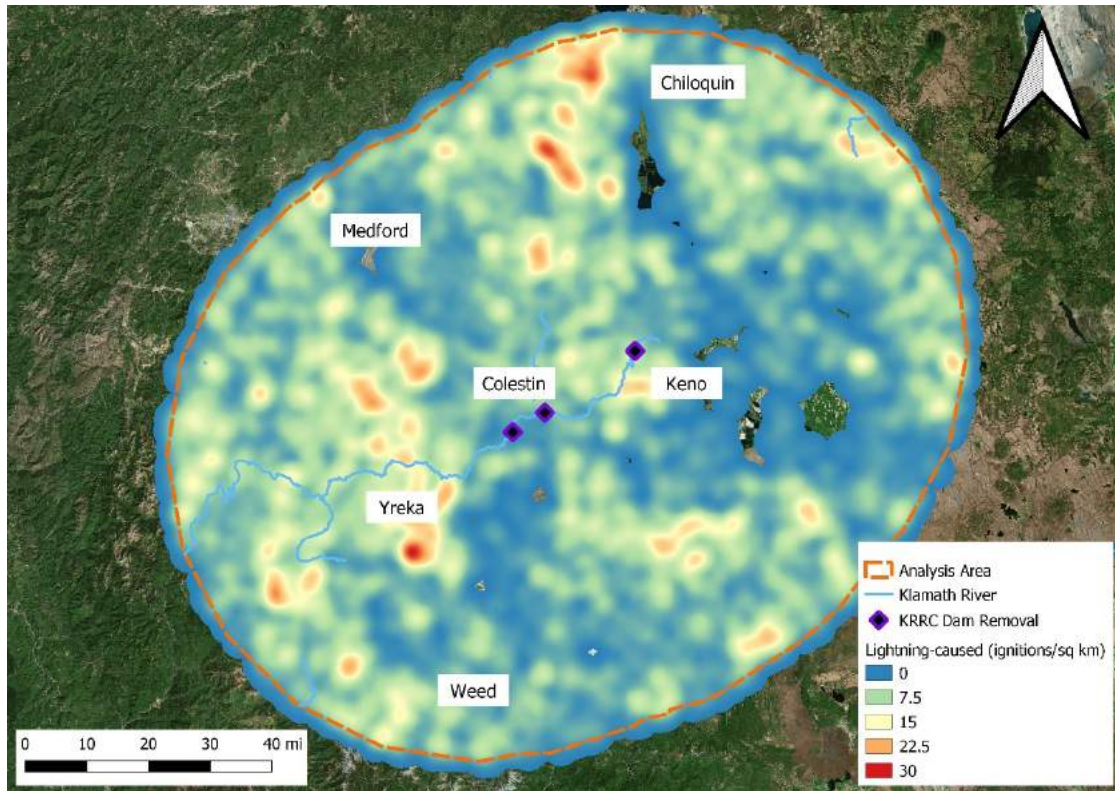 Chiloquin
Medford
Colestin
Keno
Yreka
Weed
Analysis Area
Klamath River
KRRC Dam Removal
Lightning-caused (ignitions/sq km)
0
7.5
15
22.5
30
0 10 20 30 40 mi